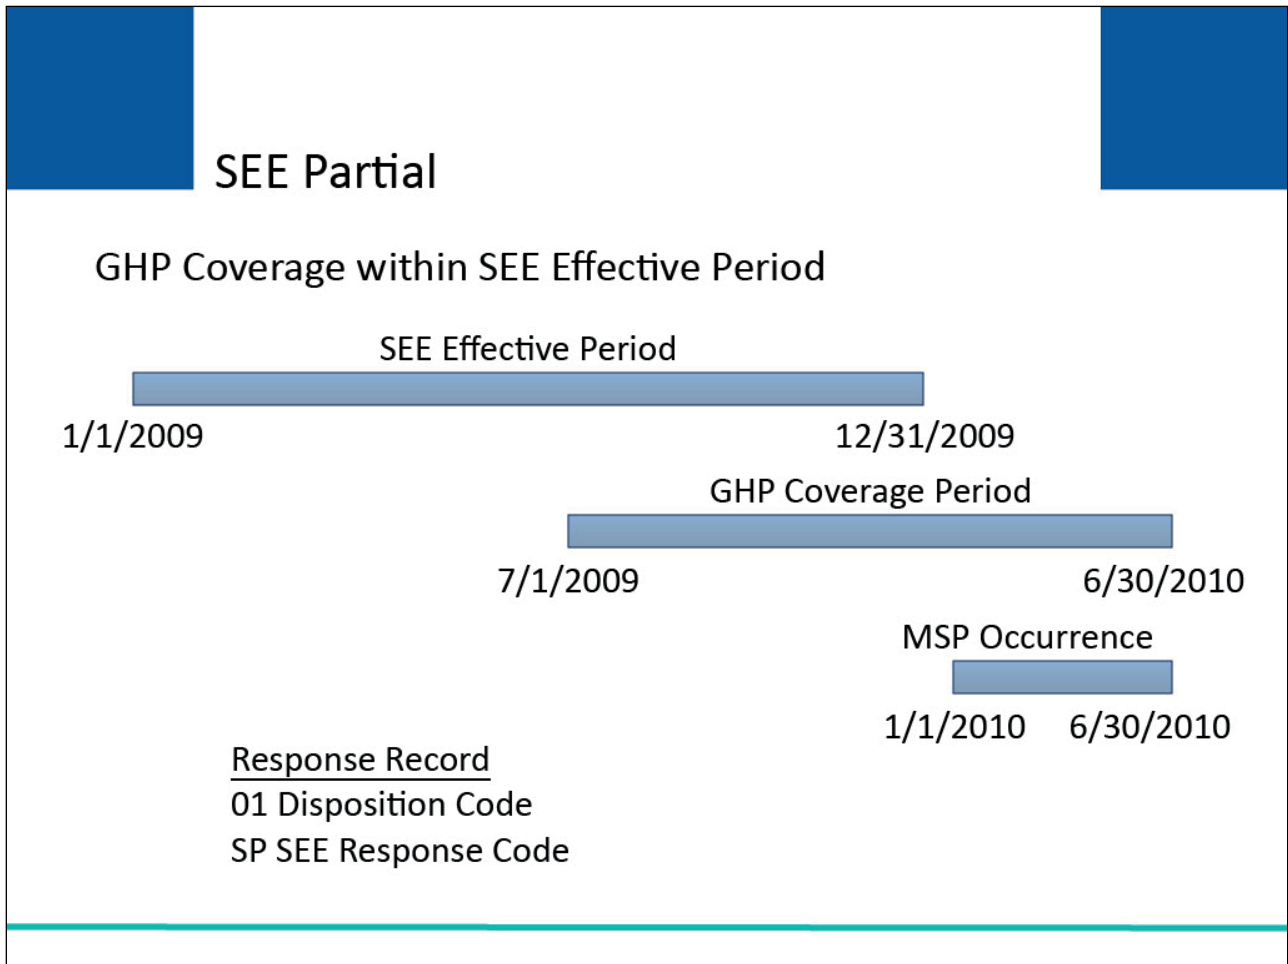 SEE Partial
GHP Coverage within SEE Effective Period
SEE Effective Period
1/1/2009 12/31/2009
GHP Coverage Period
7/1/2009 6/30/2010
MSP Occurrence
1/1/2010 6/30/2010
Response Record
01 Disposition Code
SP SEE Response Code